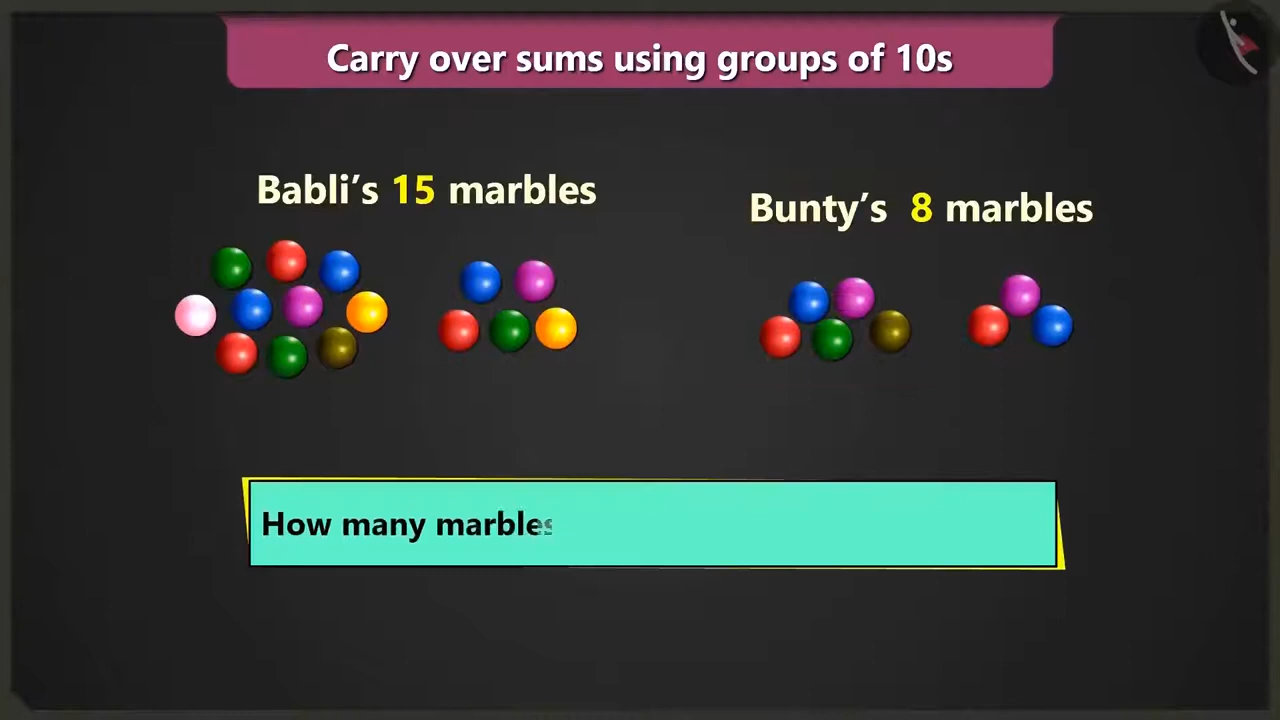 Carry over sums using groups of 10s
Babli’s 15 marbles
Bunty’s 8 marbles
How many marbles